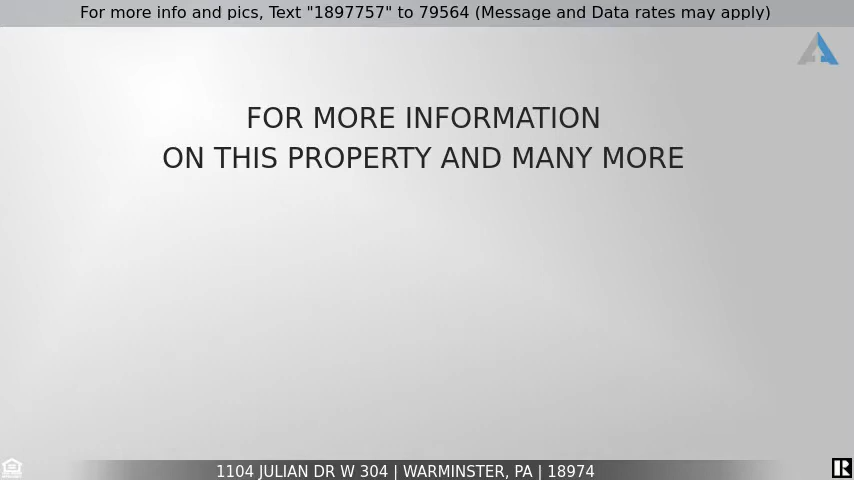 For more info and pics, Text "1897757" to 79564 (Message and Data rates may apply)
FOR MORE INFORMATION
ON THIS PROPERTY AND MANY MORE
1104 JULIAN DR W 304 | WARMINSTER, PA | 18974